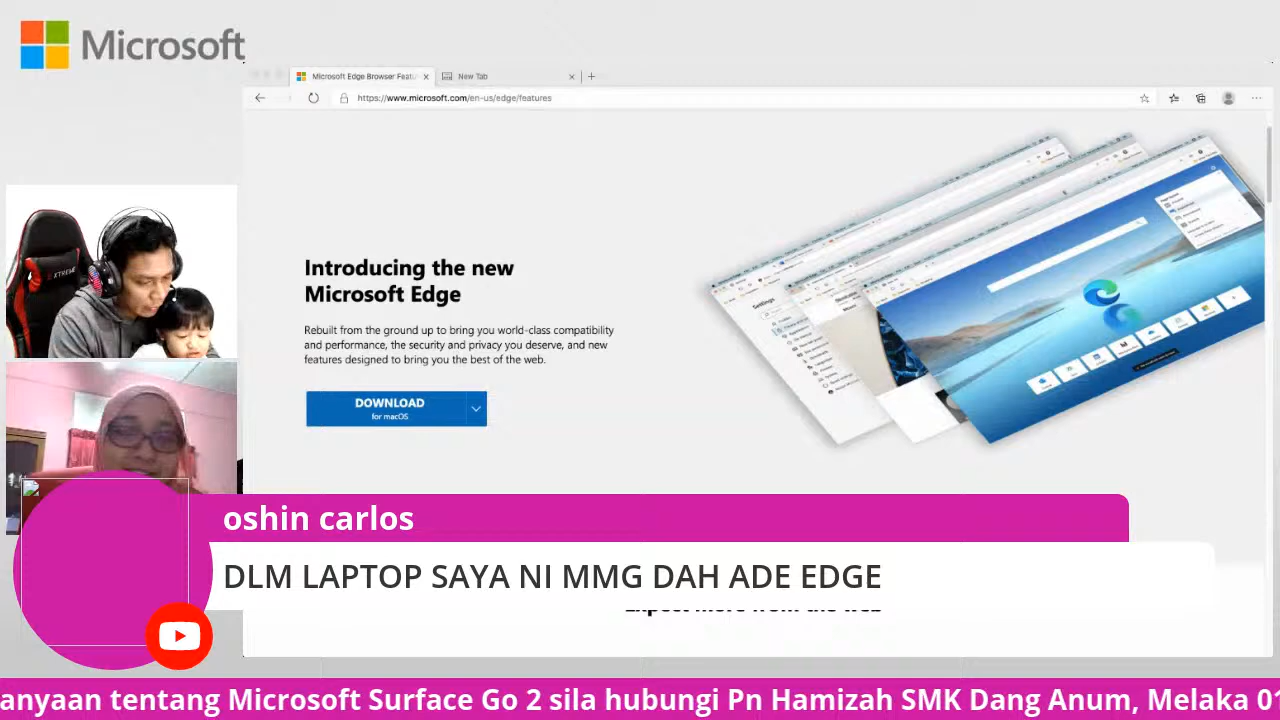 Microsoft
Microsoft Edge Browser Featu
New Tab
https://www.microsoft.com/en-us/edge/features
Introducing the new
Microsoft Edge
Rebuilt from the ground up to bring you world-class compatibility
and performance, the security and privacy you deserve, and new
features designed to bring you the best of the web.
DOWNLOAD
for macOS
Settings
XTREME
oshin carlos
DLM LAPTOP SAYA NI MMG DAH ADE EDGE
Expect more from the web
anyaan tentang Microsoft Surface Go 2 sila hubungi Pn Hamizah SMK Dang Anum, Melaka 01